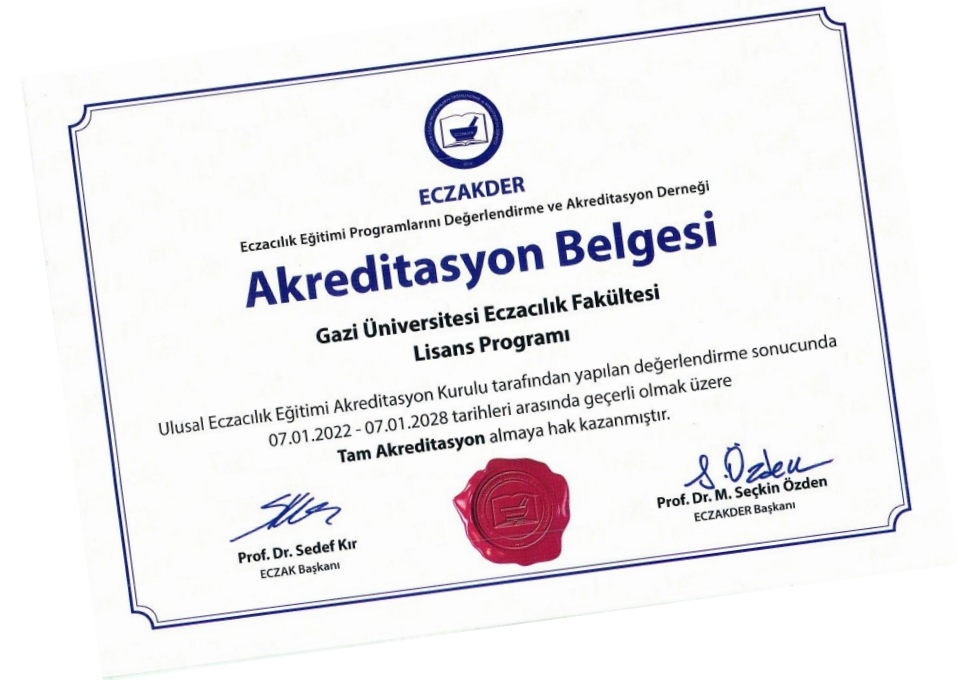 ECZAKDER
Eczacılık Eğitimi Programlarını Değerlendirme ve Akreditasyon Derneği
Akreditasyon Belgesi
Gazi Üniversitesi Eczacılık Fakültesi
Lisans Programı
Ulusal Eczacılık Eğitimi Akreditasyon Kurulu tarafından yapılan değerlendirme sonucunda
07.01.2022 - 07.01.2028 tarihleri arasında geçerli olmak üzere
Tam Akreditasyon almaya hak kazanmıştır.
S. Özden
Prof. Dr. Sedef Kır
ECZAK Başkanı
Prof. Dr. M. Seçkin Özden
ECZAKDER Başkanı